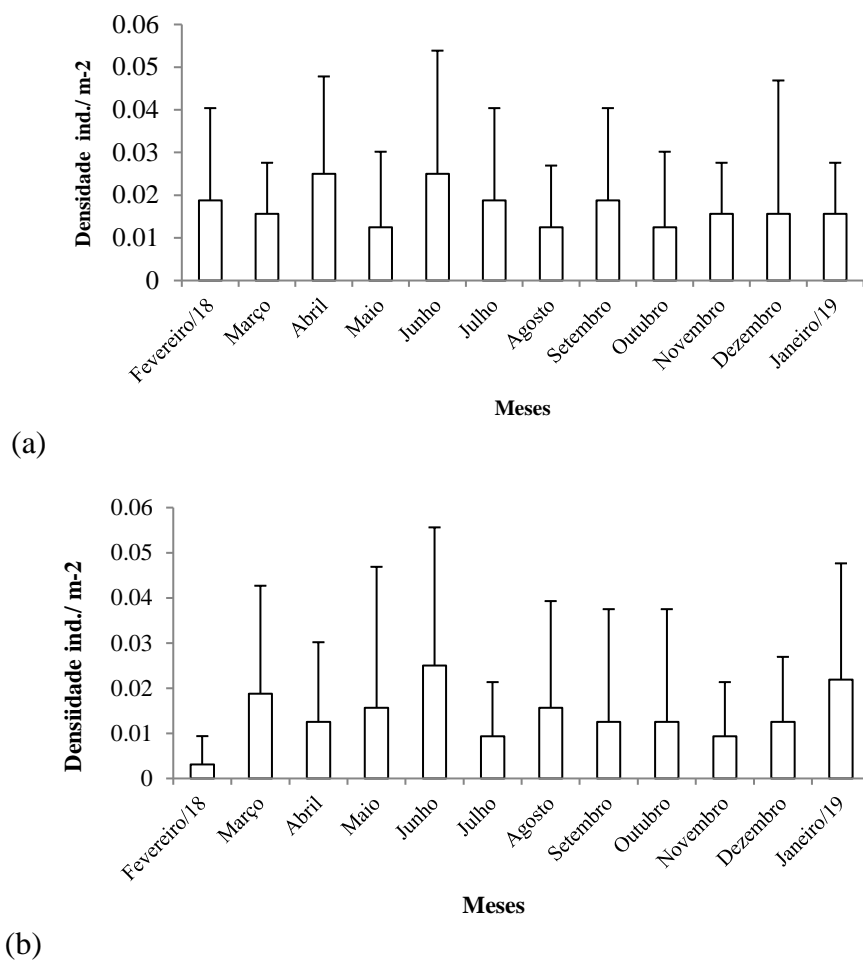 0.06
0.05
0.04
0.03
0.02
0.01
0
Densidade ind./ m-2
Fevereiro/18
Março
Abril
Maio
Junho
Julho
Agosto
Setembro
Outubro
Novembro
Dezembro
Janeiro/19
Meses
(a)
0.06
0.05
0.04
0.03
0.02
0.01
0
Densiidade ind./ m-2
Fevereiro/18
Março
Abril
Maio
Junho
Julho
Agosto
Setembro
Outubro
Novembro
Dezembro
Janeiro/19
Meses
(b)